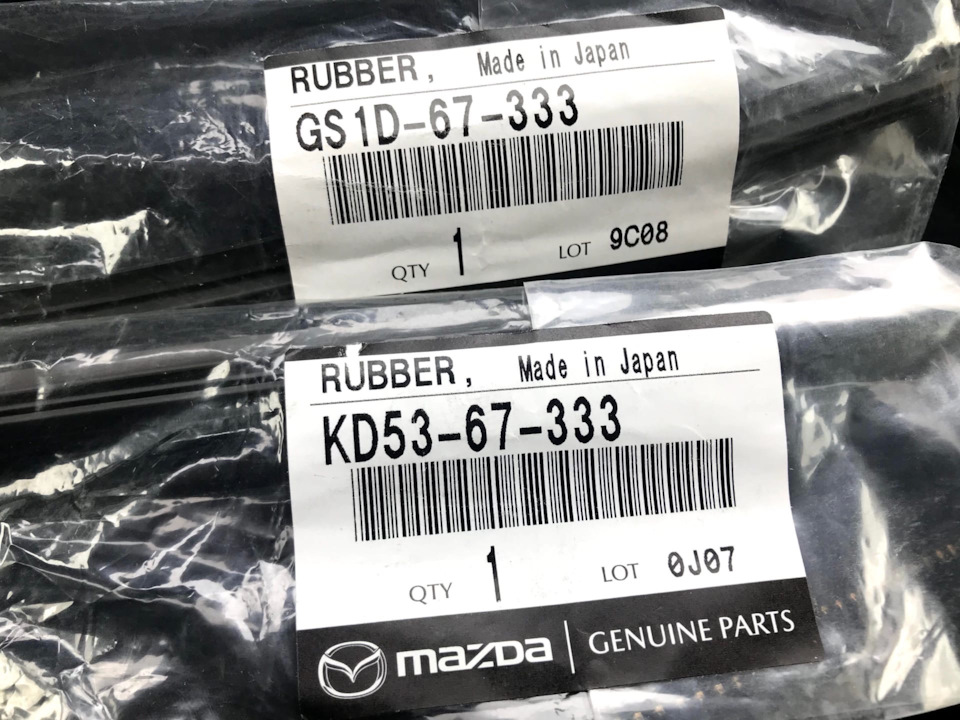 RUBBER, Made in Japan
GS1D-67-333
QTY 1 LOT 9C08
RUBBER, Made in Japan
KD53-67-333
QTY 1 LOT 0J07
mazda | GENUINE PARTS